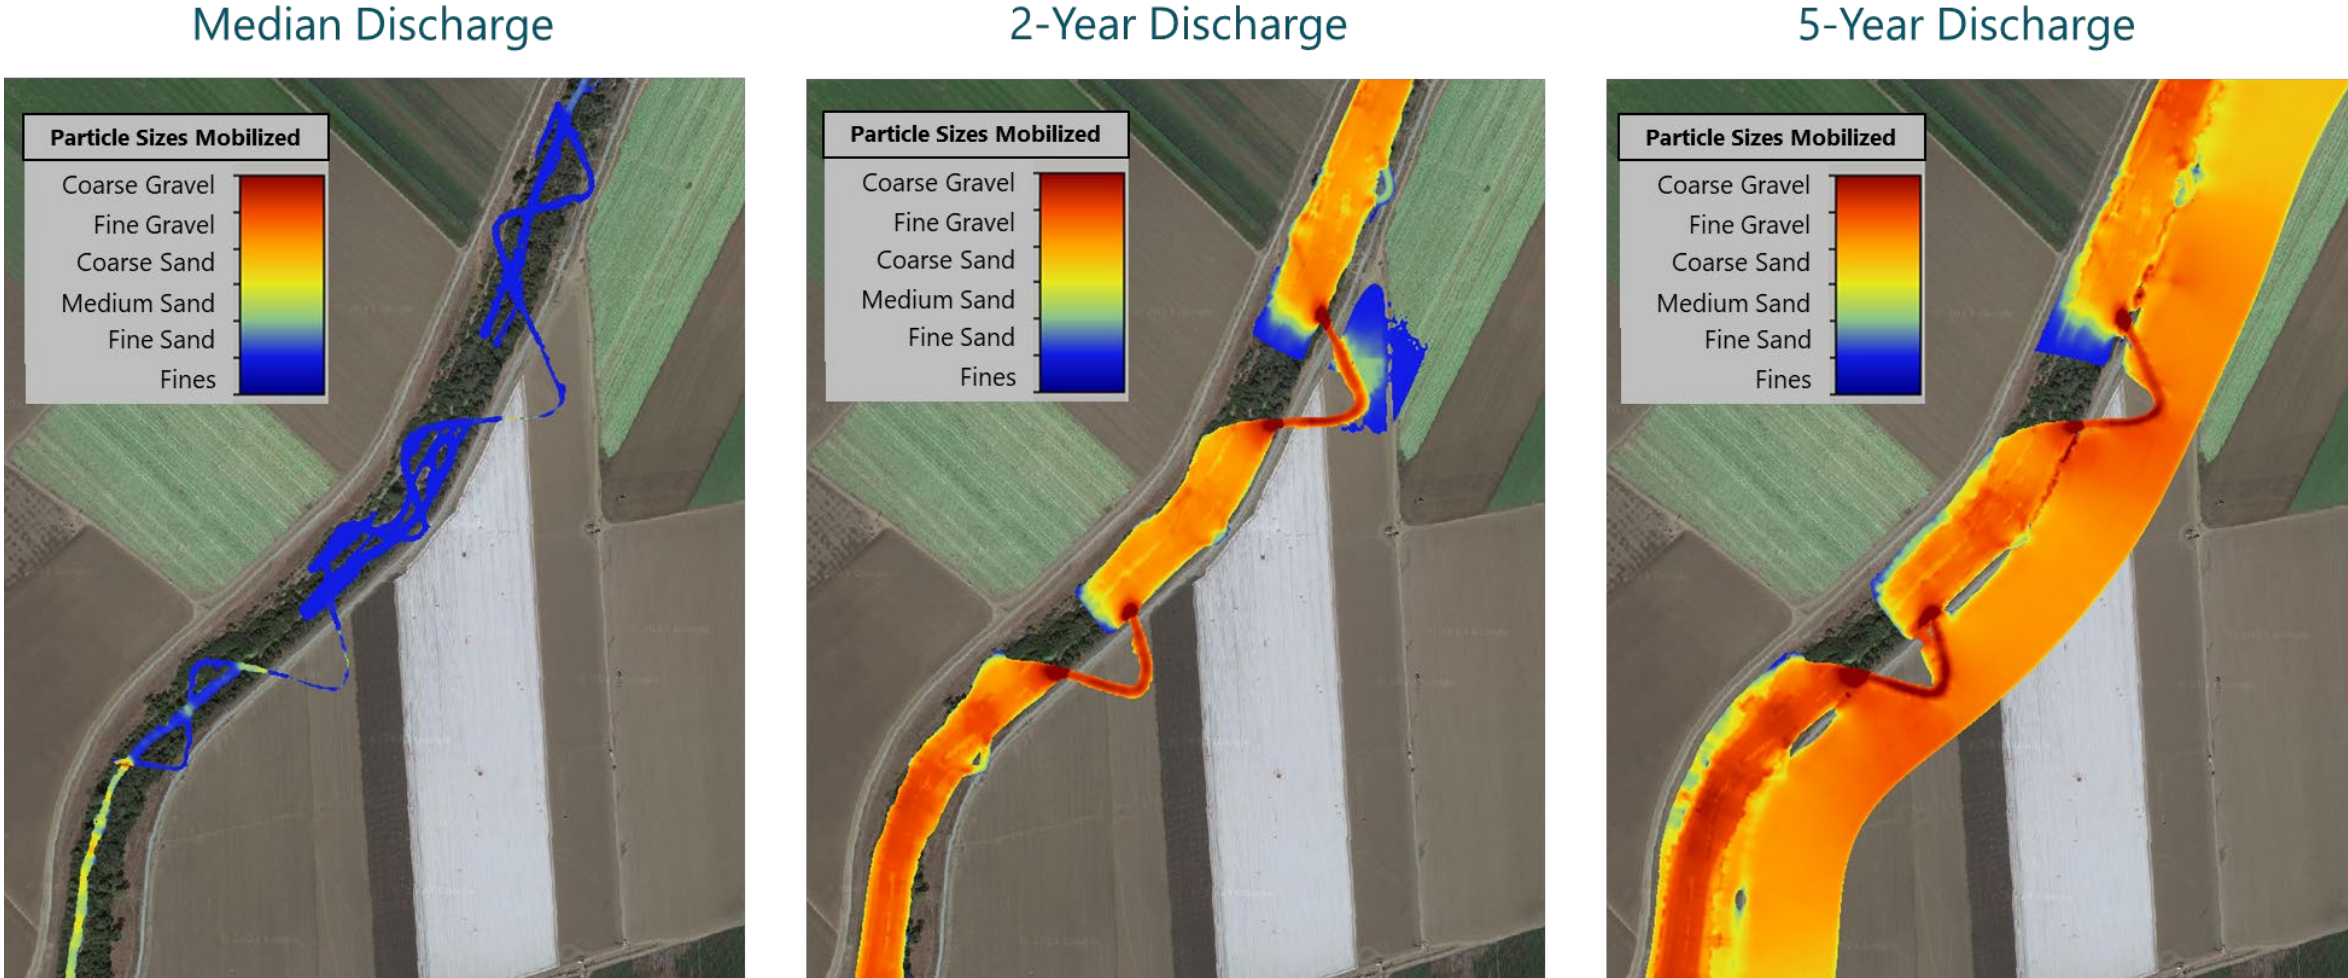 Median Discharge
Particle Sizes Mobilized
Coarse Gravel
Fine Gravel
Coarse Sand
Medium Sand
Fine Sand
Fines
2-Year Discharge
Particle Sizes Mobilized
Coarse Gravel
Fine Gravel
Coarse Sand
Medium Sand
Fine Sand
Fines
5-Year Discharge
Particle Sizes Mobilized
Coarse Gravel
Fine Gravel
Coarse Sand
Medium Sand
Fine Sand
Fines